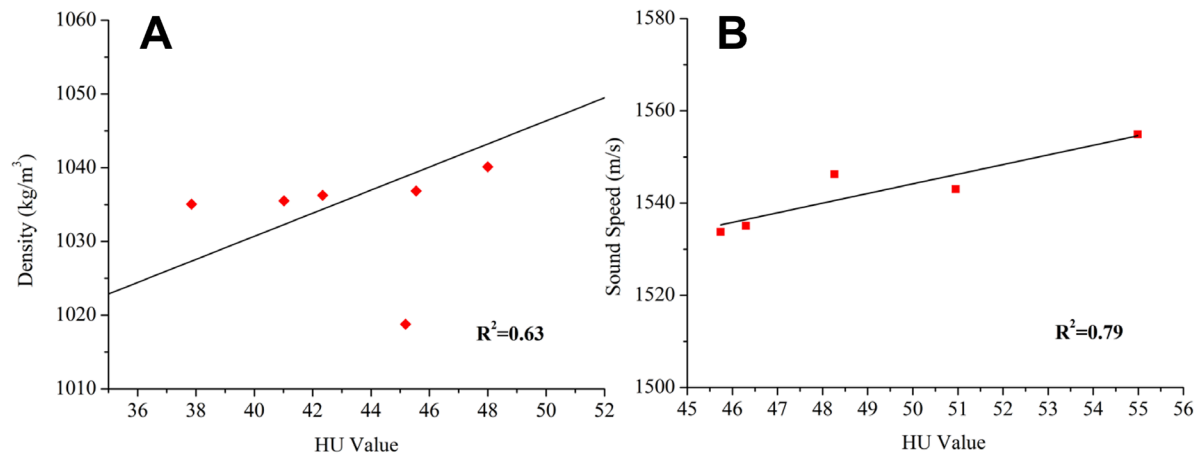 A
1060
1050
1040
1030
1020
1010
Density (kg/m³)
36 38 40 42 44 46 48 50 52
HU Value
R²=0.63
B
1580
1560
1540
1520
1500
Sound Speed (m/s)
45 46 47 48 49 50 51 52 53 54 55 56
HU Value
R²=0.79